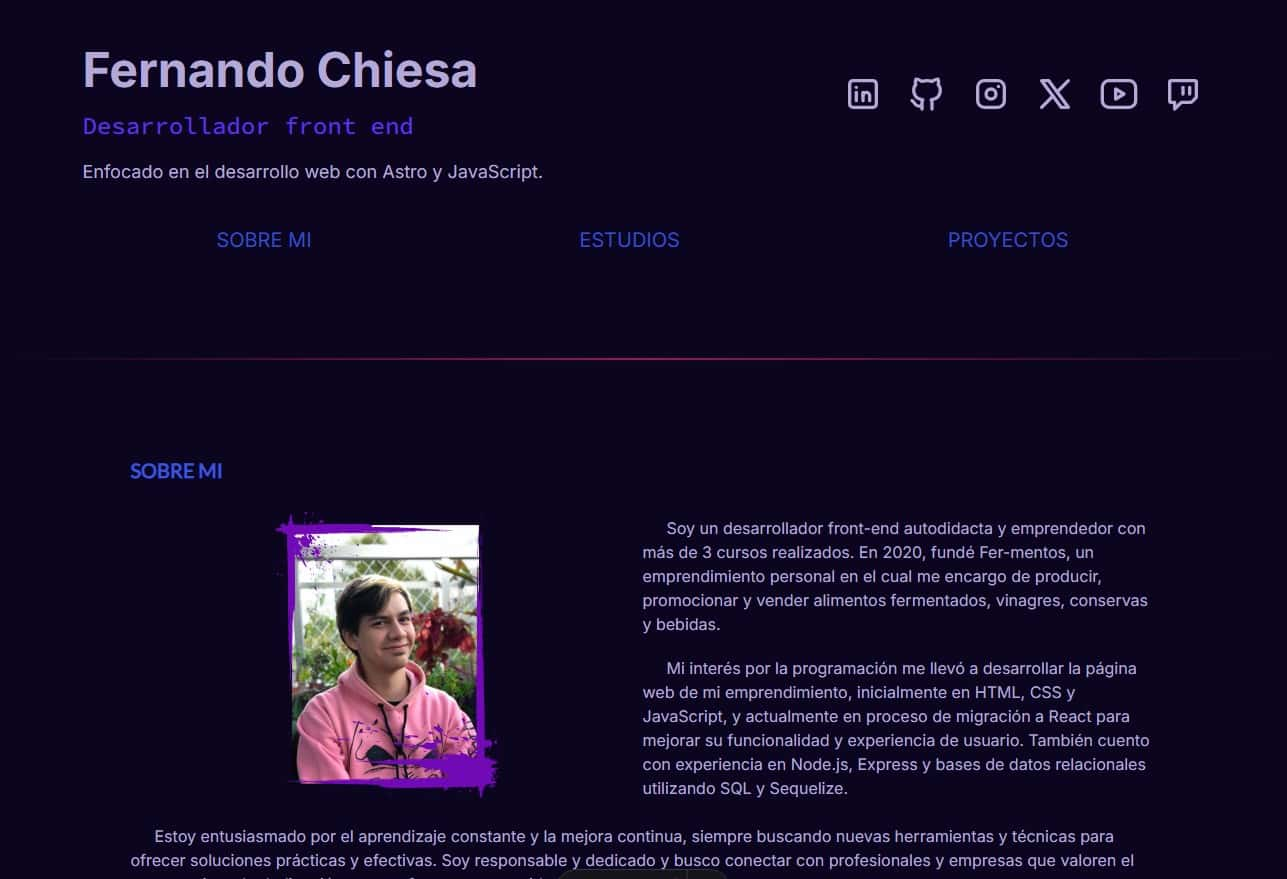 Fernando Chiesa
Desarrollador front end
Enfocado en el desarrollo web con Astro y JavaScript.
SOBRE MI
ESTUDIOS
PROYECTOS
SOBRE MI
Soy un desarrollador front-end autodidacta y emprendedor con
más de 3 cursos realizados. En 2020, fundé Fer-mentos, un
emprendimiento personal en el cual me encargo de producir,
promocionar y vender alimentos fermentados, vinagres, conservas
y bebidas.
Mi interés por la programación me llevó a desarrollar la página
web de mi emprendimiento, inicialmente en HTML, CSS y
JavaScript, y actualmente en proceso de migración a React para
mejorar su funcionalidad y experiencia de usuario. También cuento
con experiencia en Node.js, Express y bases de datos relacionales
utilizando SQL y Sequelize.
Estoy entusiasmado por el aprendizaje constante y la mejora continua, siempre buscando nuevas herramientas y técnicas para
ofrecer soluciones prácticas y efectivas. Soy responsable y dedicado y busco conectar con profesionales y empresas que valoren el